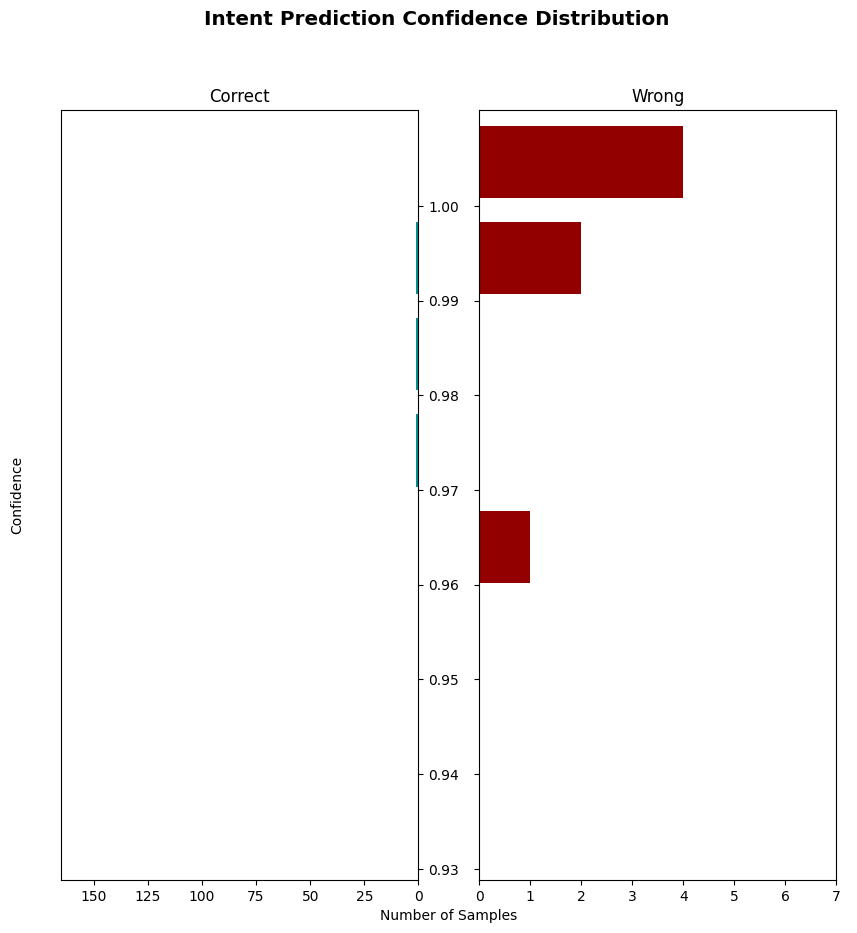 Intent Prediction Confidence Distribution
Correct
Wrong
Confidence
1.00
0.99
0.98
0.97
0.96
0.95
0.94
0.93
150 125 100 75 50 25 0
0 1 2 3 4 5 6 7
Number of Samples